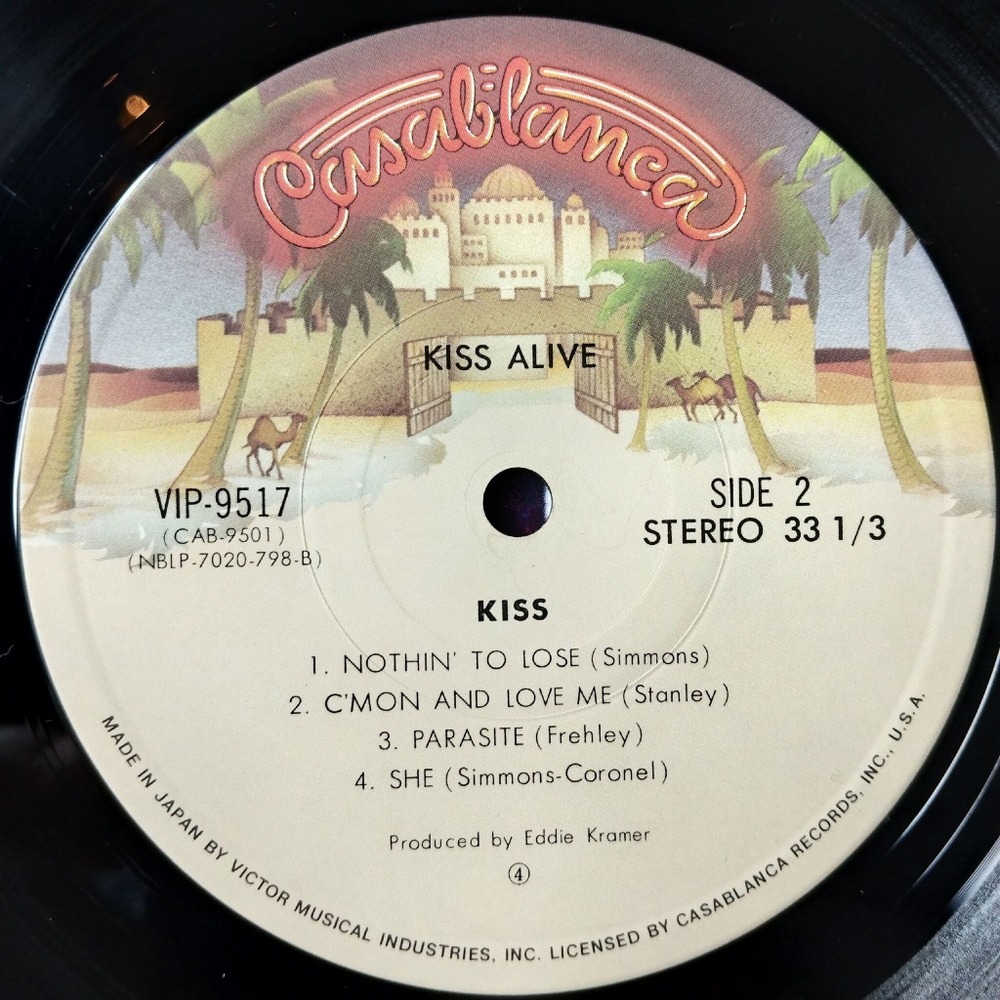 Casablanca
KISS ALIVE
VIP-9517
(CAB-9501)
(NBLP-7020-798-B)
SIDE 2
STEREO 33 1/3
KISS
1. NOTHIN' TO LOSE (Simmons)
2. C'MON AND LOVE ME (Stanley)
3. PARASITE (Frehley)
4. SHE (Simmons-Coronel)
Produced by Eddie Kramer
④
MADE IN JAPAN BY VICTOR MUSICAL INDUSTRIES, INC. LICENSED BY CASABLANCA RECORDS, INC., U.S.A.